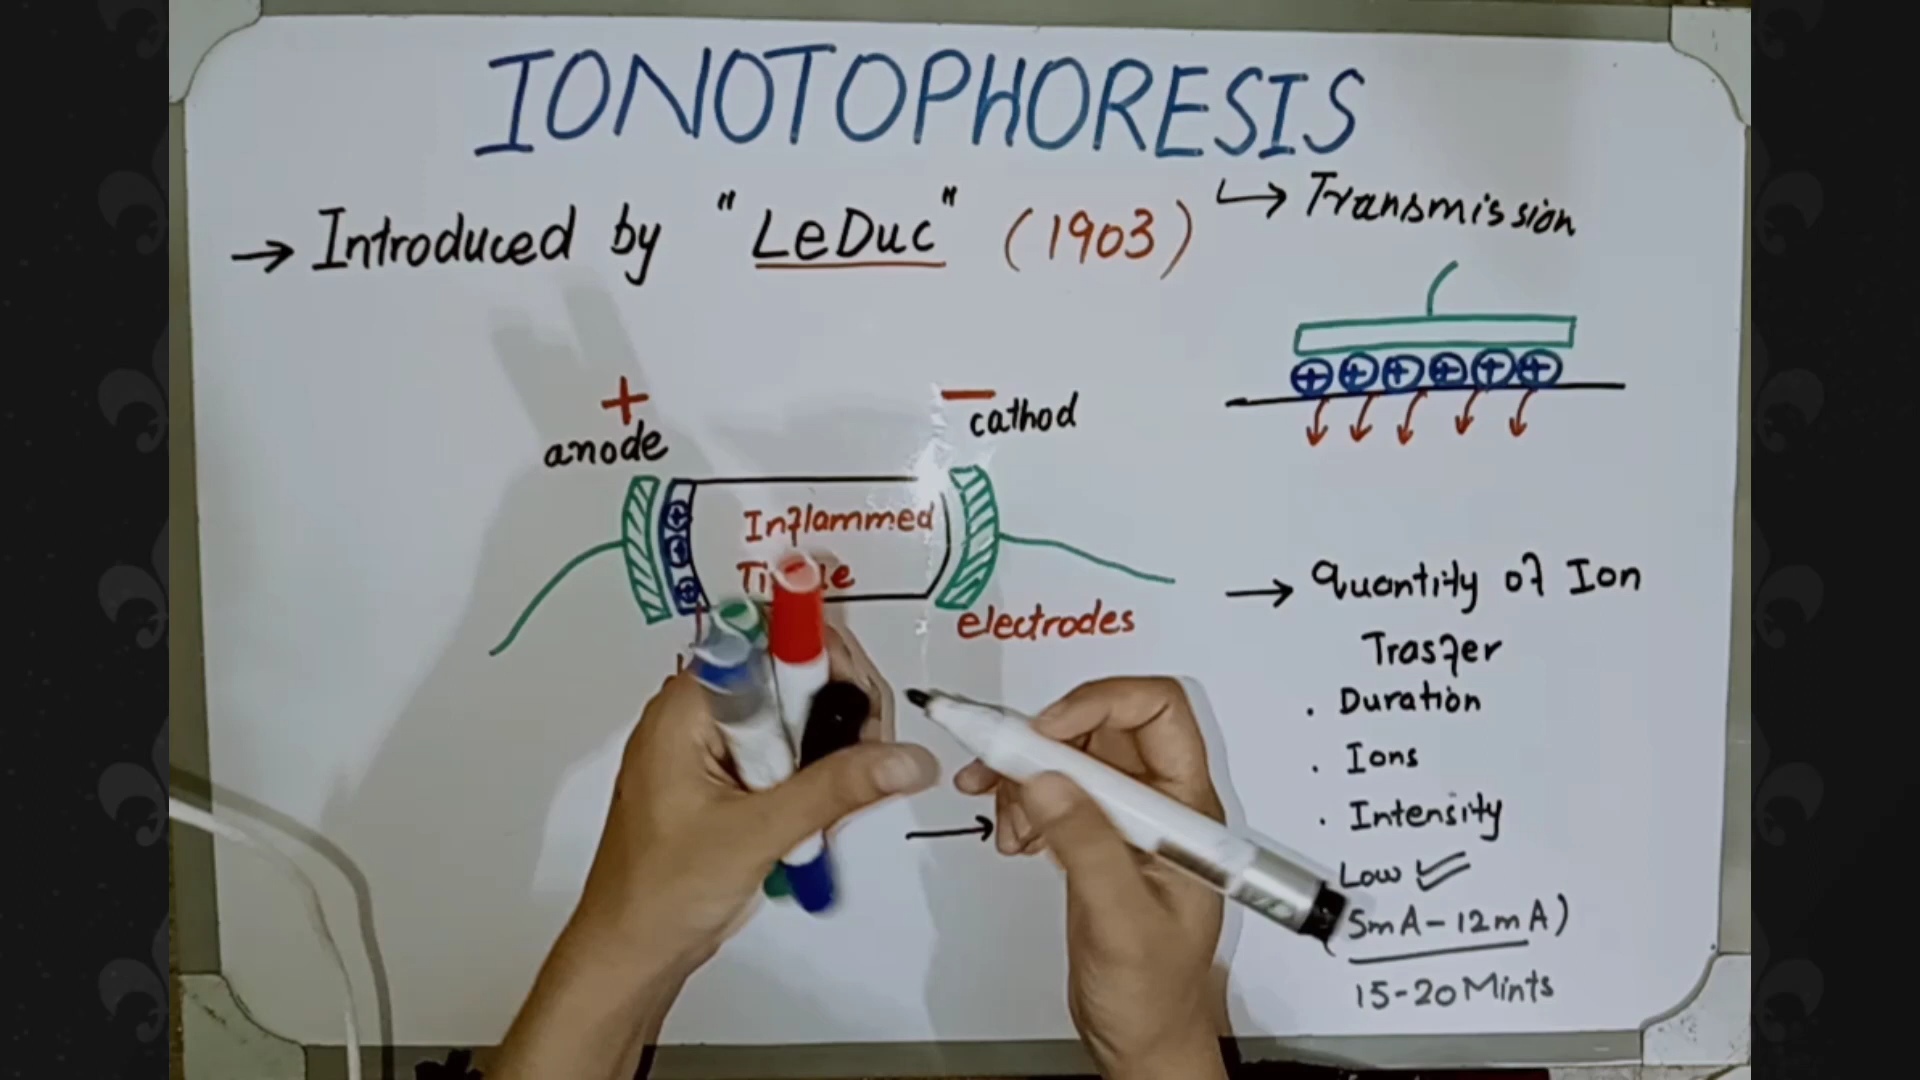 IONOTOPHORESIS
→ Introduced by "LeDuc" (1903)
↳ Transmission
+
anode
−
cathod
Inflammed
electrodes
→ Quantity of Ion
Trasfer
. Duration
. Ions
. Intensity
Low
(5mA-12mA)
15-20 Mints